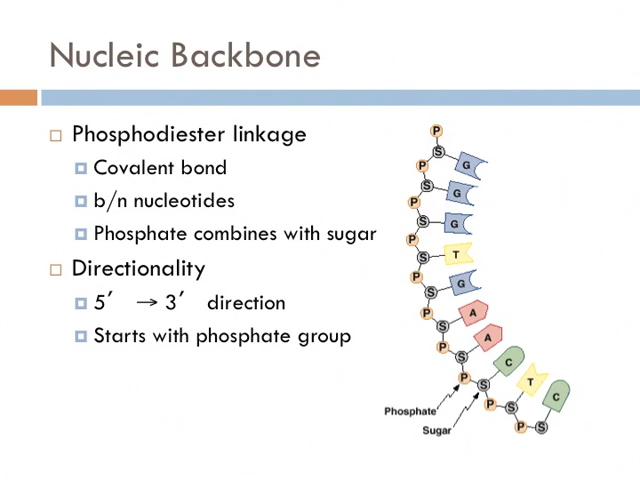 Nucleic Backbone
Phosphodiester linkage
Covalent bond
b/n nucleotides
Phosphate combines with sugar
Directionality
5′ → 3′ direction
Starts with phosphate group
P
S
G
P
S
G
P
S
G
P
S
T
P
S
G
P
S
A
P
S
A
P
S
C
P
S
T
P
S
C
Phosphate
Sugar